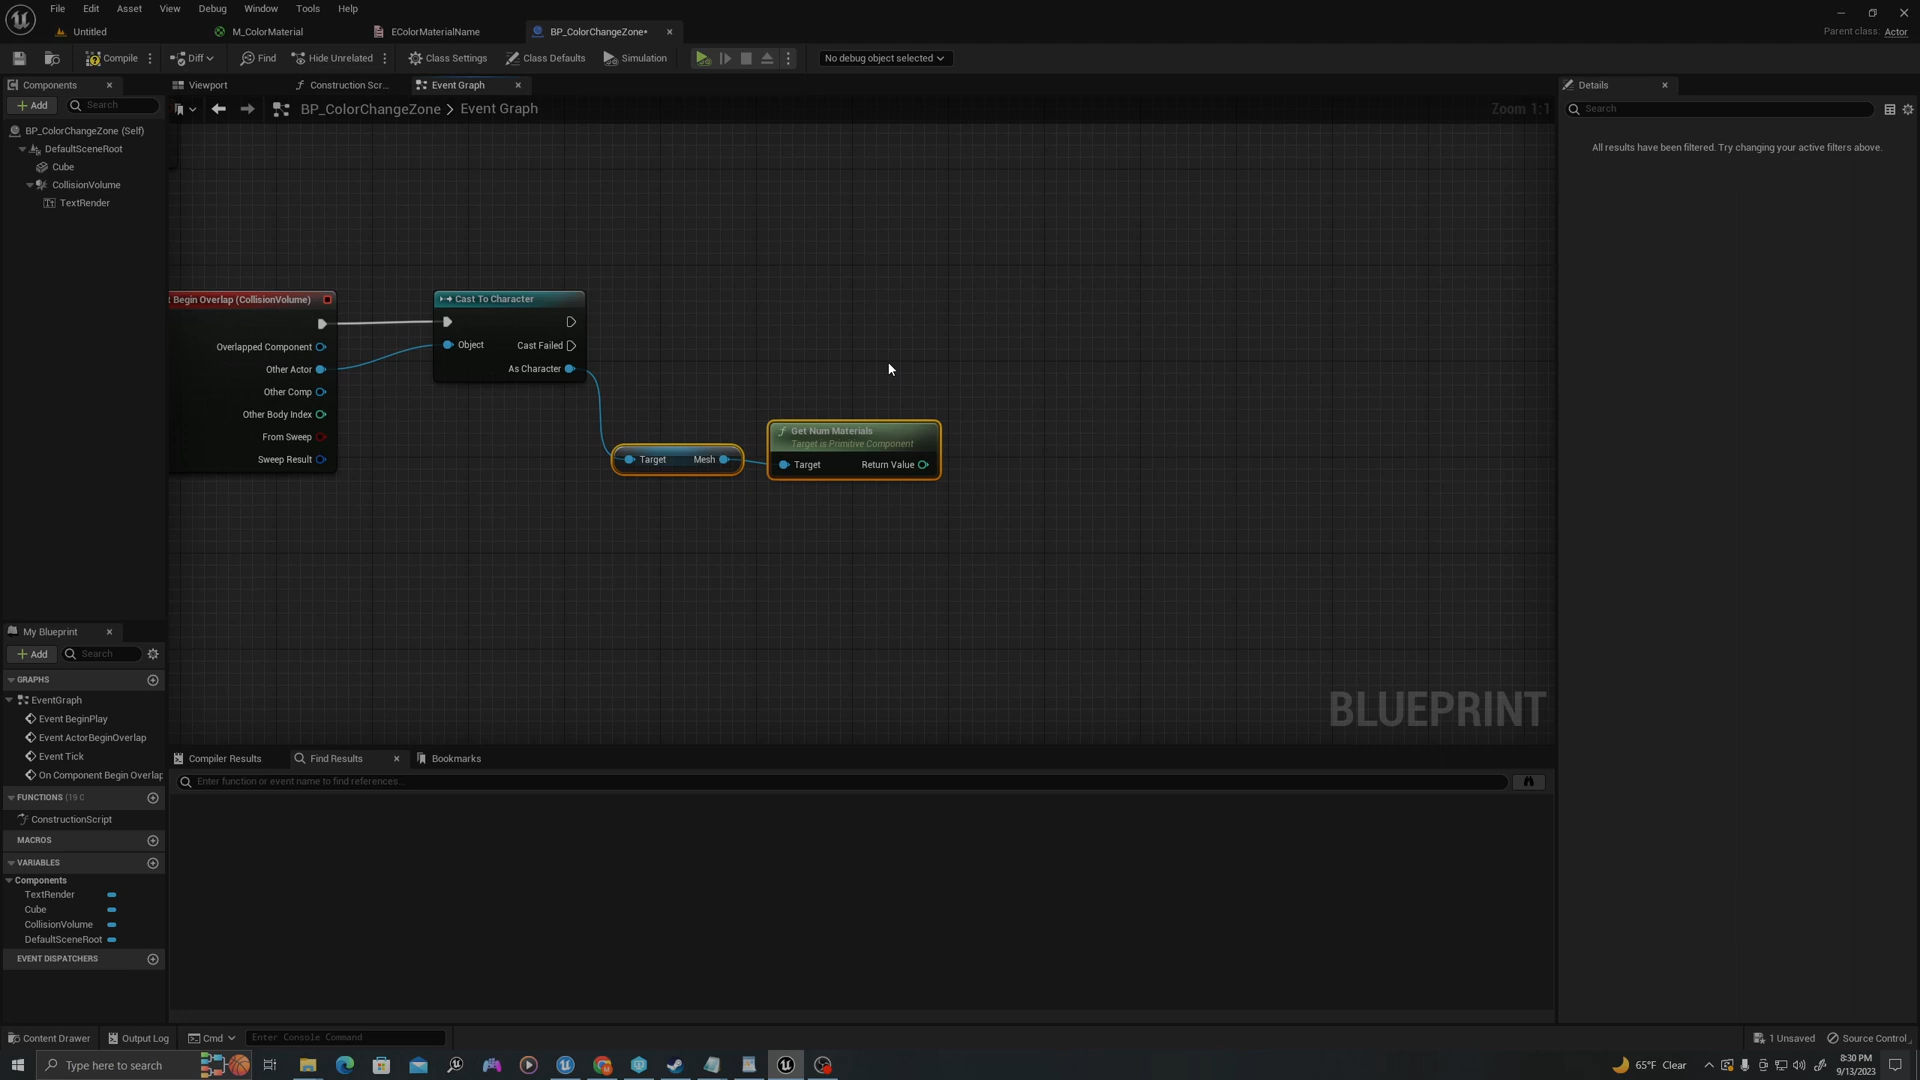 File Edit Asset View Debug Window Tools Help
Untitled M_ColorMaterial EColorMaterialName BP_ColorChangeZone*
Parent class: Actor
Compile Diff Find Hide Unrelated Class Settings Class Defaults Simulation No debug object selected
Components Viewport Construction Scr... Event Graph Details
Add Search
BP_ColorChangeZone > Event Graph
Zoom 1:1
Search
BP_ColorChangeZone (Self)
DefaultSceneRoot
Cube
CollisionVolume
TextRender
All results have been filtered. Try changing your active filters above.
t Begin Overlap (CollisionVolume)
Overlapped Component
Other Actor
Other Comp
Other Body Index
From Sweep
Sweep Result
Cast To Character
Object Cast Failed
As Character
Target Mesh
Get Num Materials
Target is Primitive Component
Target Return Value
BLUEPRINT
My Blueprint
Add Search
GRAPHS
EventGraph
Event BeginPlay
Event ActorBeginOverlap
Event Tick
On Component Begin Overlap
FUNCTIONS (19 C
ConstructionScript
MACROS
VARIABLES
Components
TextRender
Cube
CollisionVolume
DefaultSceneRoot
EVENT DISPATCHERS
Compiler Results Find Results Bookmarks
Enter function or event name to find references...
Content Drawer Output Log Cmd Enter Console Command
1 Unsaved Source Control
Type here to search
65°F Clear
8:30 PM
9/13/2023